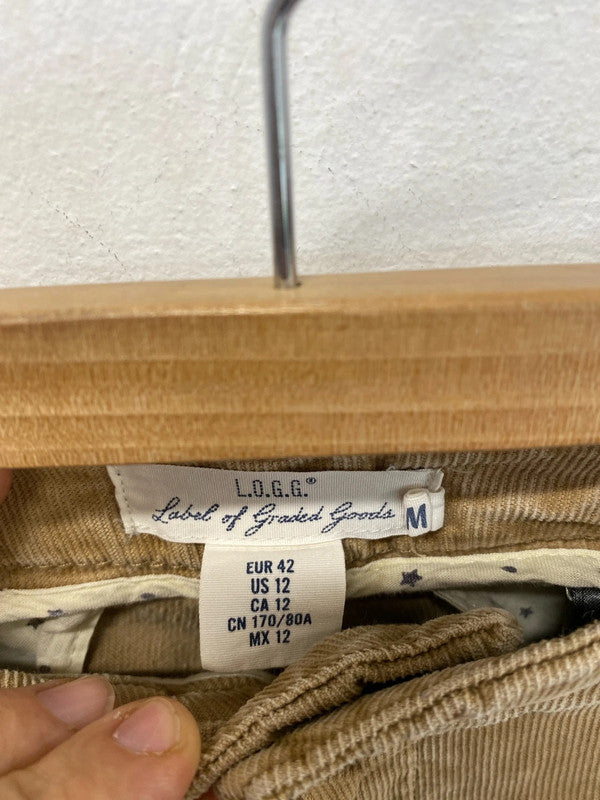 L.O.G.G.®
Label of Graded Goods
M
EUR 42
US 12
CA 12
CN 170/80A
MX 12